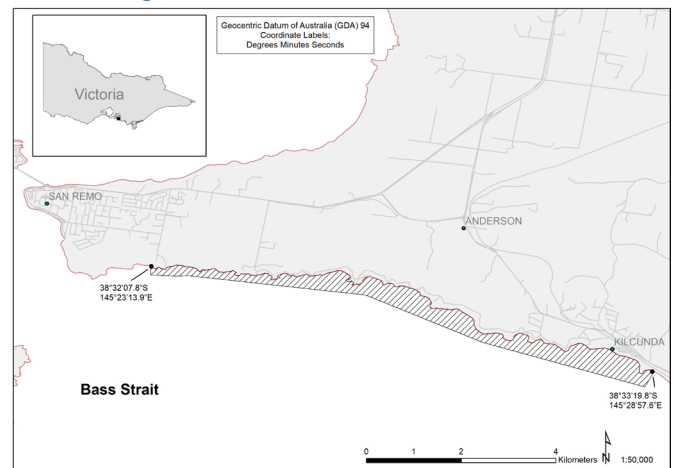 Geocentric Datum of Australia (GDA) 94
Coordinate Labels:
Degrees Minutes Seconds
Victoria
SAN REMO
ANDERSON
38°32'07.8"S
145°23'13.9"E
KILCUNDA
Bass Strait
38°33'19.8"S
145°28'57.6"E
0 1 2 4
Kilometers N 1:50,000